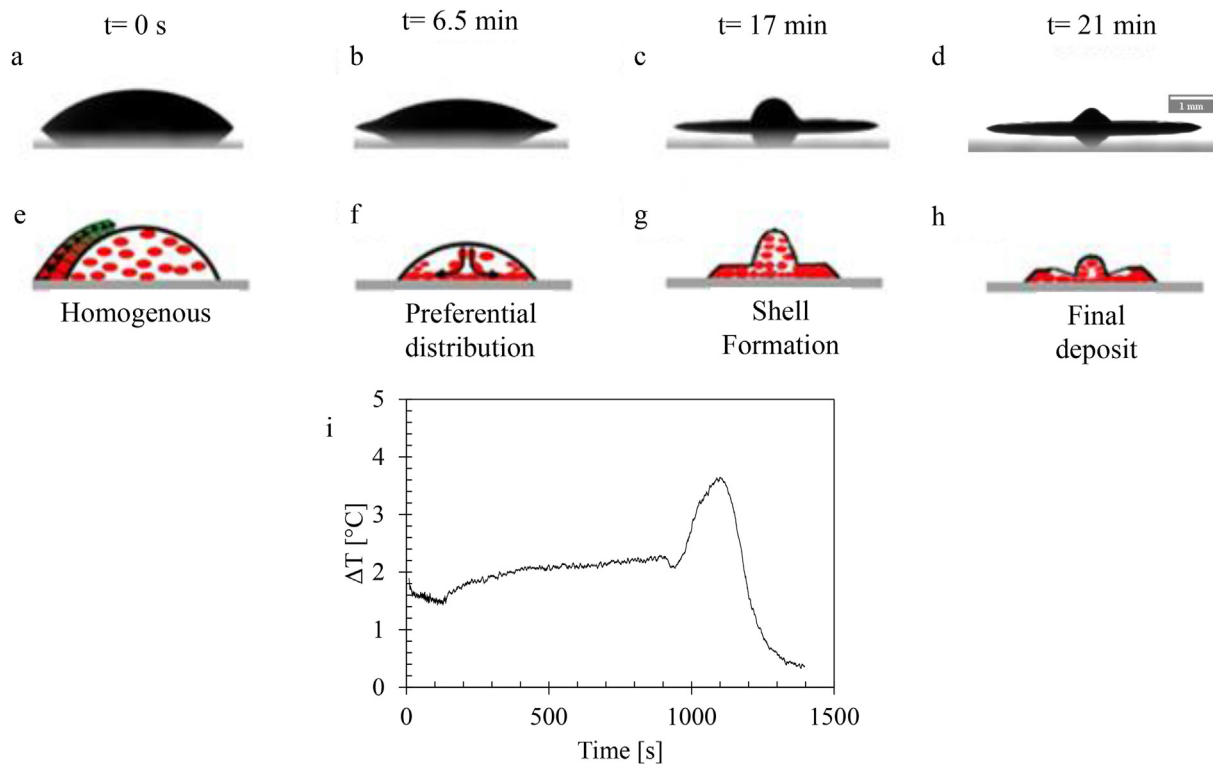 t= 0 s
t= 6.5 min
t= 17 min
t= 21 min
a
b
c
d
1 mm
e
f
g
h
Homogenous
Preferential
distribution
Shell
Formation
Final
deposit
i
5
4
3
2
1
0
ΔT [°C]
0
500
1000
1500
Time [s]